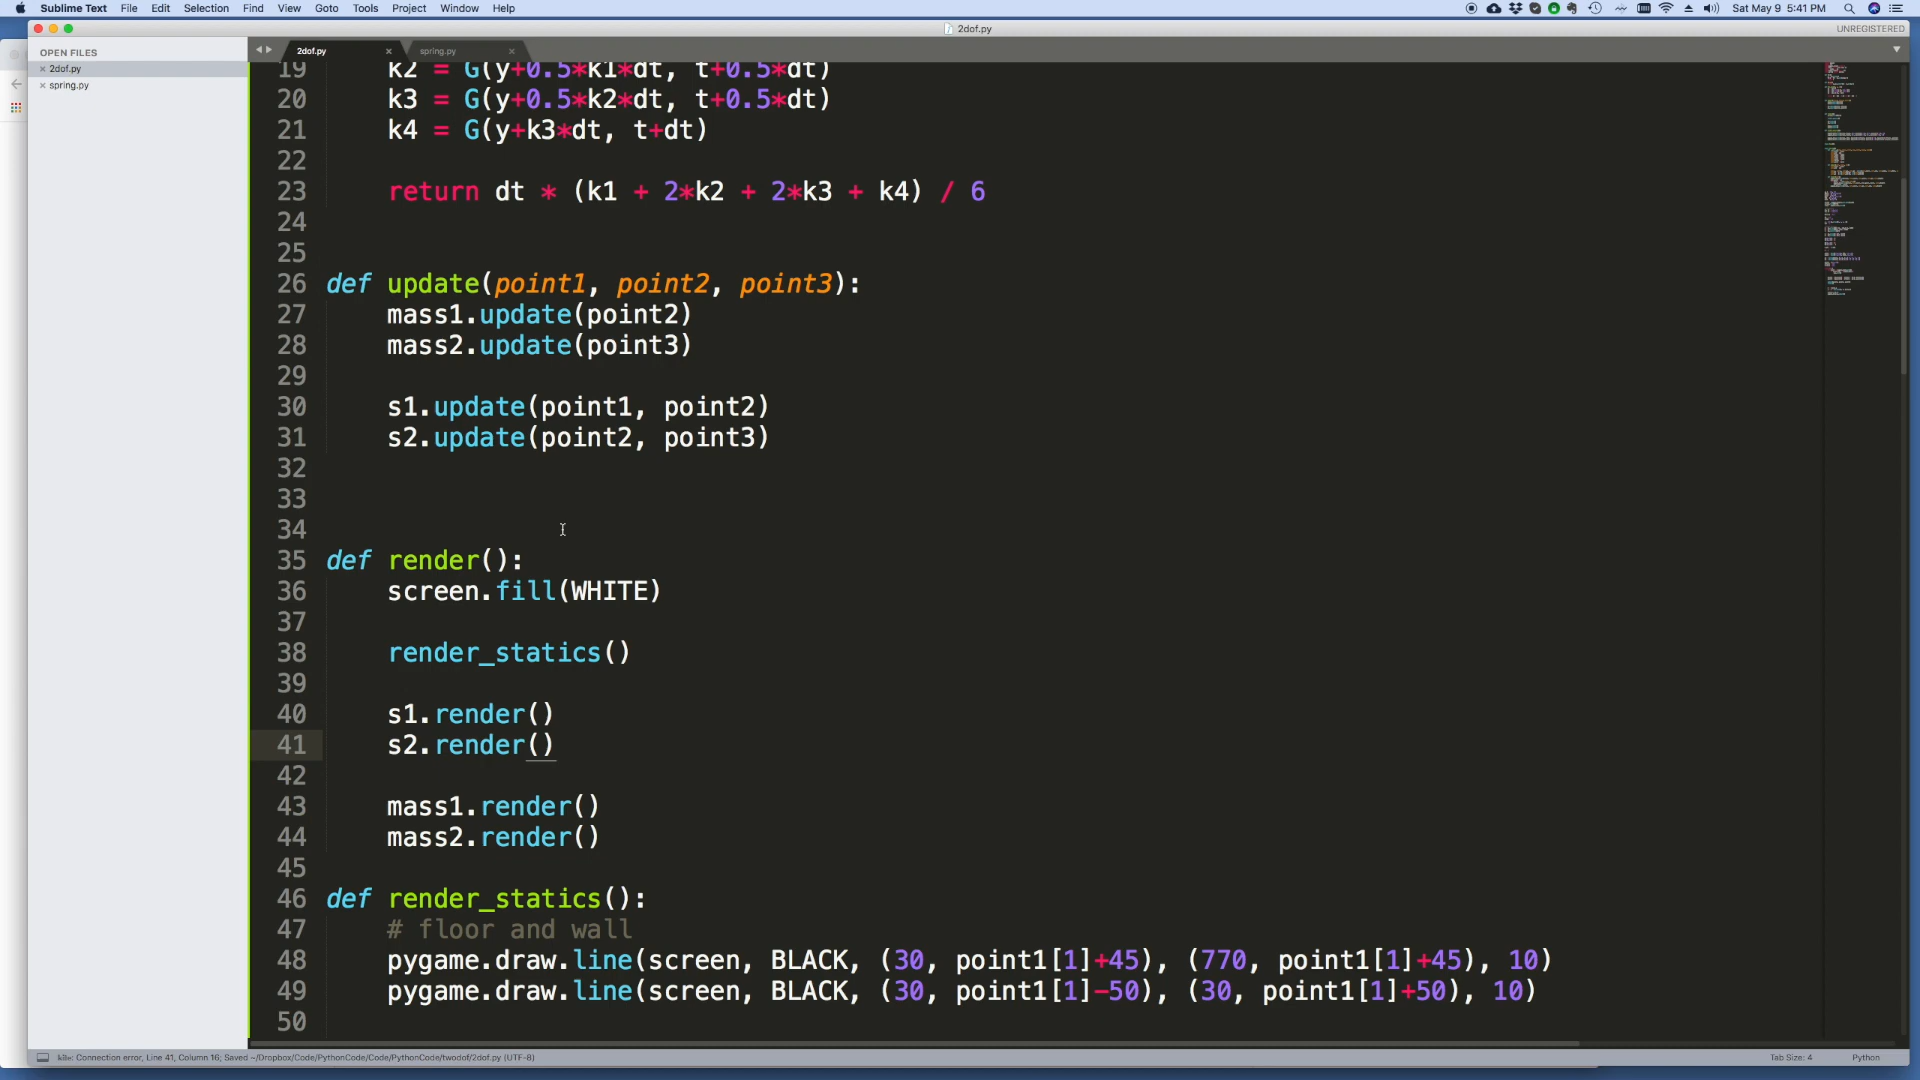 Sublime Text File Edit Selection Find View Goto Tools Project Window Help Sat May 9 5:41 PM
2dof.py UNREGISTERED
OPEN FILES
2dof.py
spring.py
2dof.py spring.py
19 k2 = G(y+0.5*k1*dt, t+0.5*dt)
20 k3 = G(y+0.5*k2*dt, t+0.5*dt)
21 k4 = G(y+k3*dt, t+dt)
22
23 return dt * (k1 + 2*k2 + 2*k3 + k4) / 6
24
25
26 def update(point1, point2, point3):
27 mass1.update(point2)
28 mass2.update(point3)
29
30 s1.update(point1, point2)
31 s2.update(point2, point3)
32
33
34
35 def render():
36 screen.fill(WHITE)
37
38 render_statics()
39
40 s1.render()
41 s2.render()
42
43 mass1.render()
44 mass2.render()
45
46 def render_statics():
47 # floor and wall
48 pygame.draw.line(screen, BLACK, (30, point1[1]+45), (770, point1[1]+45), 10)
49 pygame.draw.line(screen, BLACK, (30, point1[1]-50), (30, point1[1]+50), 10)
50
kite: Connection error, Line 41, Column 16; Saved ~/Dropbox/Code/PythonCode/Code/PythonCode/twodof/2dof.py (UTF-8) Tab Size: 4 Python